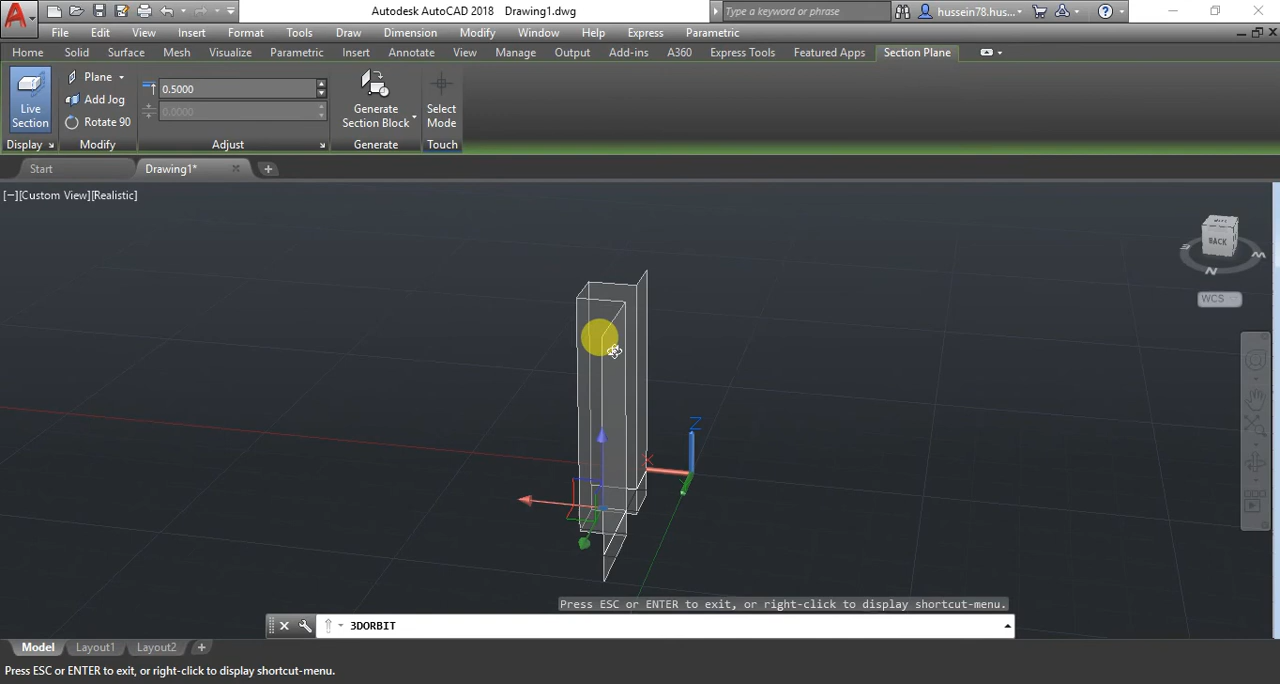 Autodesk AutoCAD 2018 Drawing1.dwg
Type a keyword or phrase
hussein78.hus...
File Edit View Insert Format Tools Draw Dimension Modify Window Help Express Parametric
Home Solid Surface Mesh Visualize Parametric Insert Annotate View Manage Output Add-ins A360 Express Tools Featured Apps Section Plane
Live
Section
Plane
Add Jog
Rotate 90
0.5000
0.0000
Generate
Section Block
Select
Mode
Display Modify Adjust Generate Touch
Start Drawing1*
[−][Custom View][Realistic]
BACK
N
WCS
Z
X
Press ESC or ENTER to exit, or right-click to display shortcut-menu.
3DORBIT
Model Layout1 Layout2
Press ESC or ENTER to exit, or right-click to display shortcut-menu.